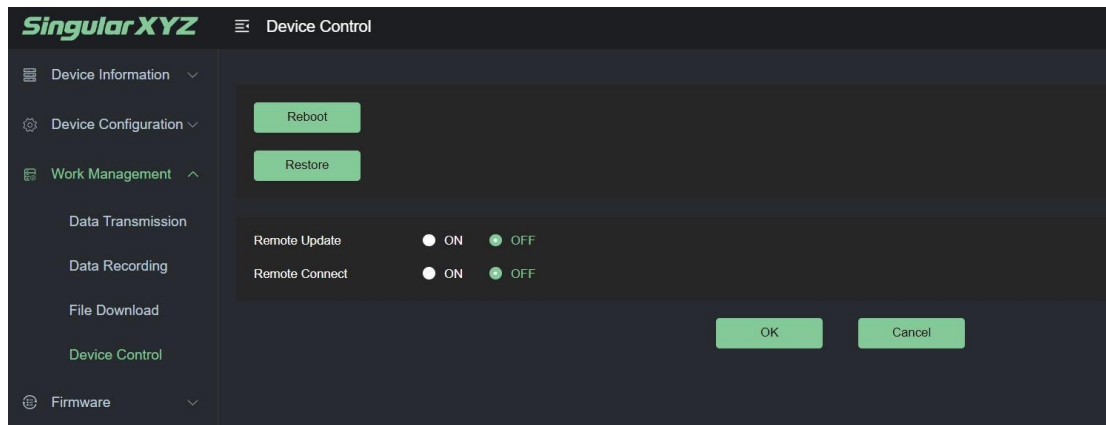 SingularXYZ
Device Control
Device Information
Device Configuration
Work Management
Data Transmission
Data Recording
File Download
Device Control
Firmware
Reboot
Restore
Remote Update ON OFF
Remote Connect ON OFF
OK Cancel